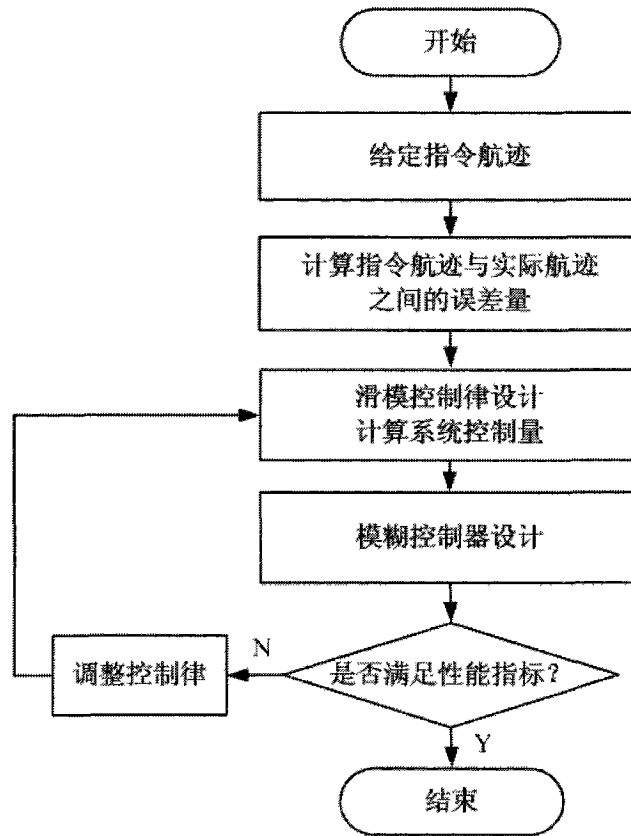 开始
给定指令航迹
计算指令航迹与实际航迹
之间的误差量
滑模控制律设计
计算系统控制量
模糊控制器设计
是否满足性能指标？
N
调整控制律
Y
结束